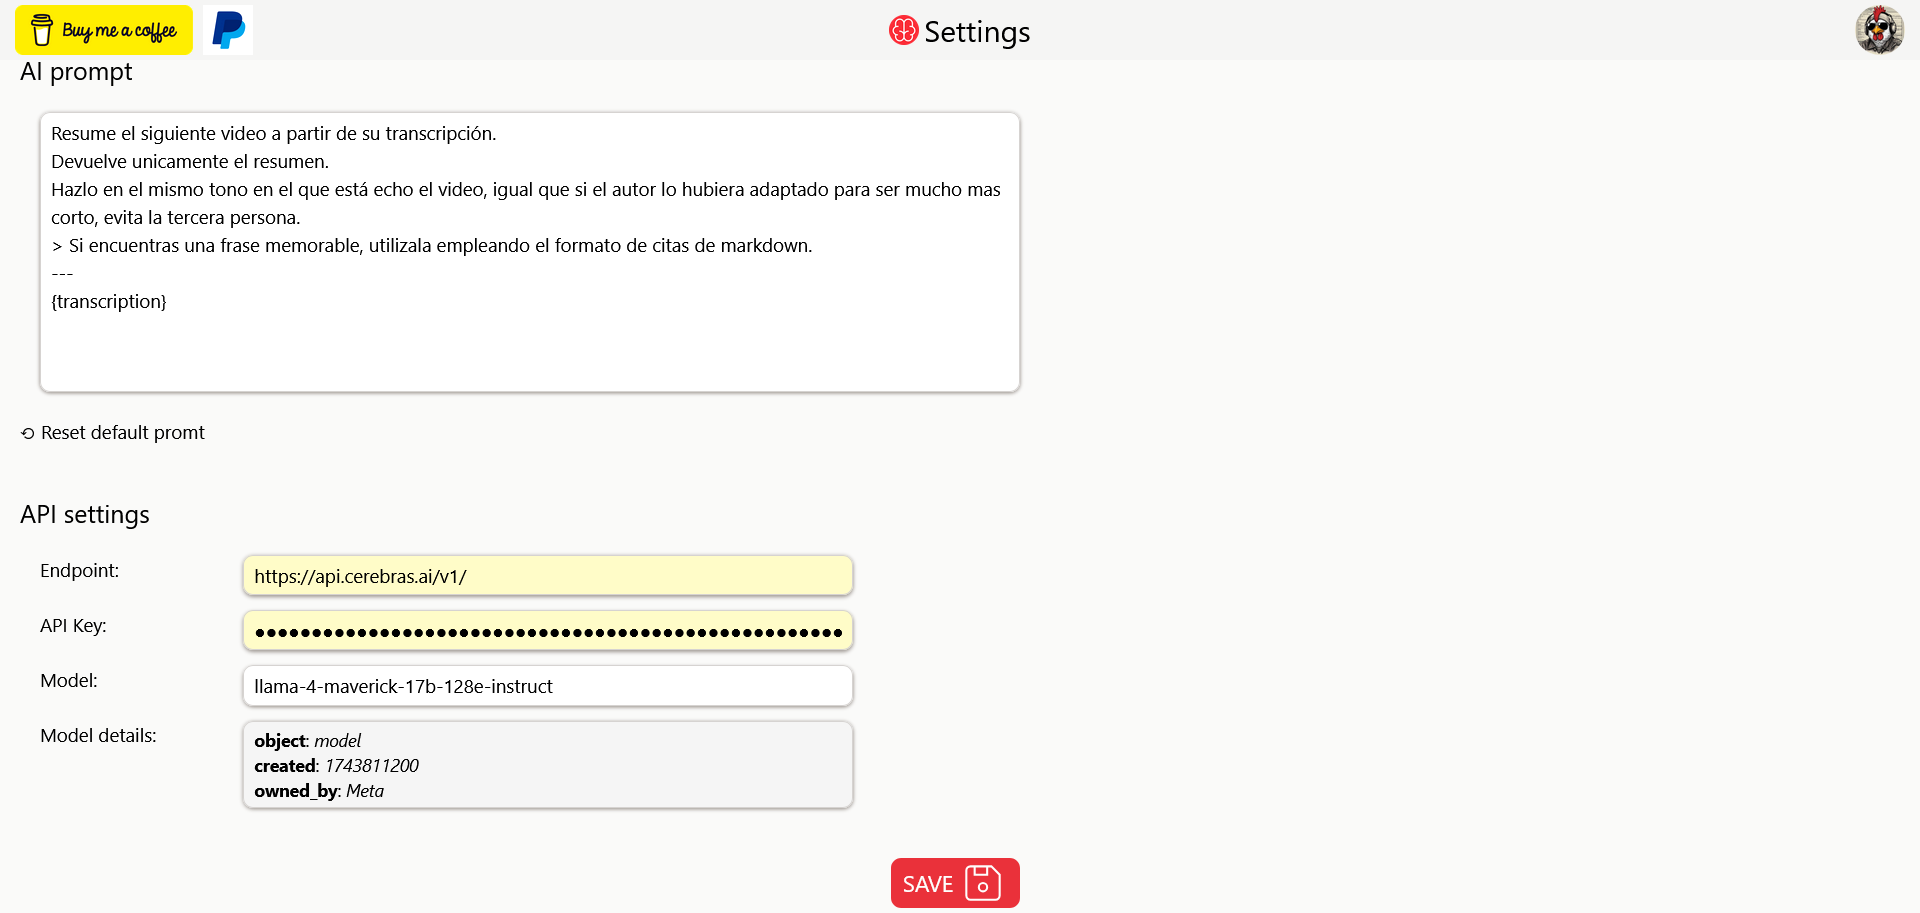 Buy me a coffee
Settings
AI prompt
Resume el siguiente video a partir de su transcripción.
Devuelve unicamente el resumen.
Hazlo en el mismo tono en el que está echo el video, igual que si el autor lo hubiera adaptado para ser mucho mas
corto, evita la tercera persona.
> Si encuentras una frase memorable, utilizala empleando el formato de citas de markdown.
---
{transcription}
Reset default promt
API settings
Endpoint:
https://api.cerebras.ai/v1/
API Key:
Model:
llama-4-maverick-17b-128e-instruct
Model details:
object: model
created: 1743811200
owned_by: Meta
SAVE